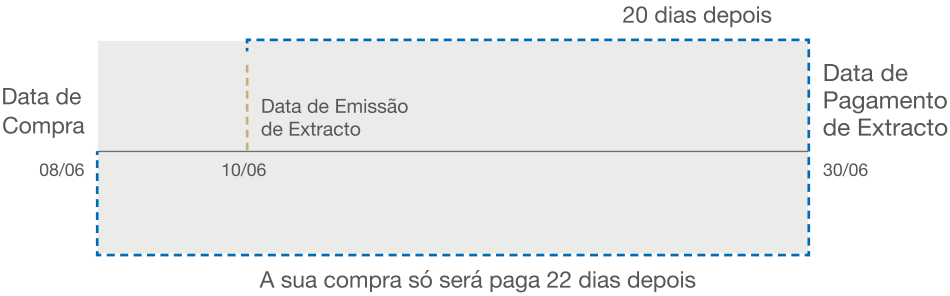 20 dias depois
Data de
Compra
Data de Emissão
de Extracto
Data de
Pagamento
de Extracto
08/06
10/06
30/06
A sua compra só será paga 22 dias depois